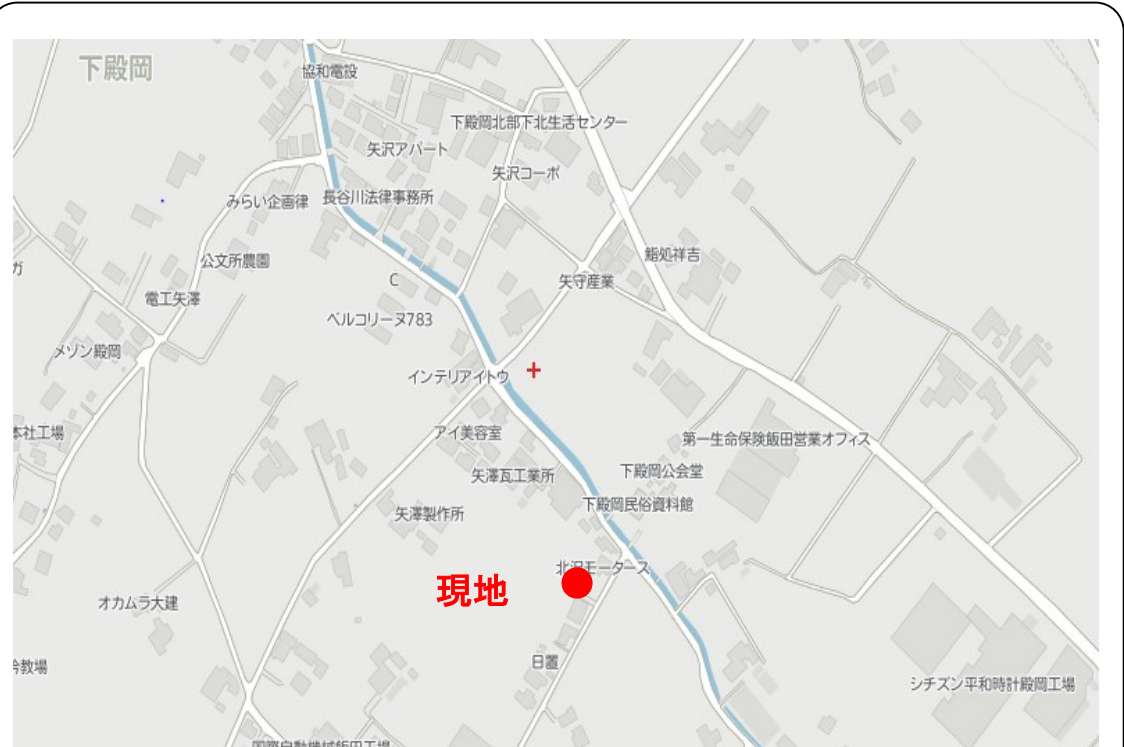 下殿岡
協和電設
下殿岡北部下北生活センター
矢沢アパート
矢沢コーポ
みらい企画律
長谷川法律事務所
鮨処祥吉
公文所農園
ガ
C
矢守産業
電工矢澤
ベルコリーヌ783
メゾン殿岡
インテリアイトウ
本社工場
アイ美容室
第一生命保険飯田営業オフィス
矢澤瓦工業所
下殿岡公会堂
下殿岡民俗資料館
矢澤製作所
北沢モータース
現地
オカムラ大建
日置
シチズン平和時計殿岡工場